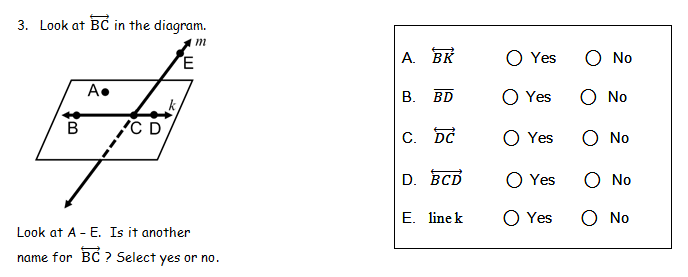 3. Look at BC in the diagram.
m
E
A
k
B
C D
Look at A - E. Is it another
name for BC ? Select yes or no.
A. BK Yes No
B. BD Yes No
C. DC Yes No
D. BCD Yes No
E. line k Yes No